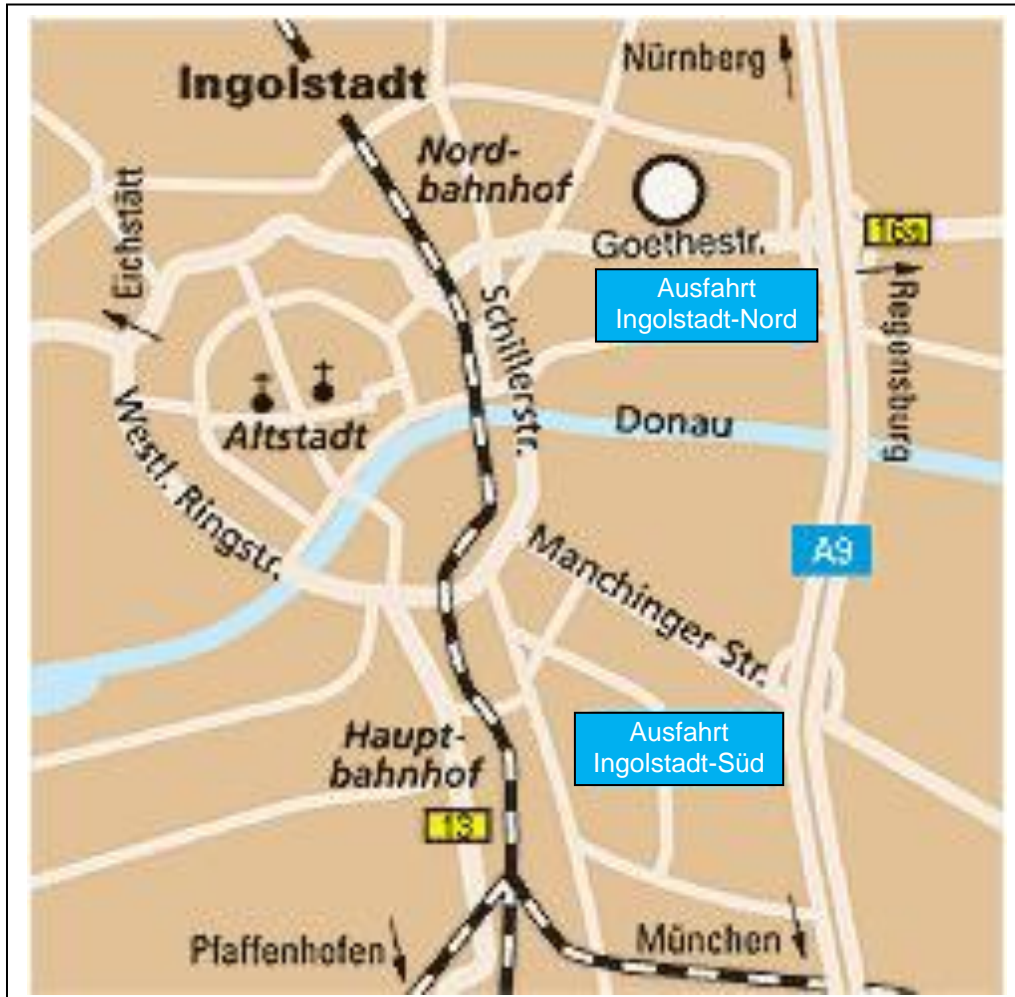 Nürnberg
Ingolstadt
Nord-
bahnhof
Eichstätt
16a
Goethestr.
Ausfahrt
Ingolstadt-Nord
Schillerstr.
Regensburg
Donau
Altstadt
Westl. Ringstr.
A9
Manchinger Str.
Haupt-
bahnhof
Ausfahrt
Ingolstadt-Süd
13
Pfaffenhofen
München